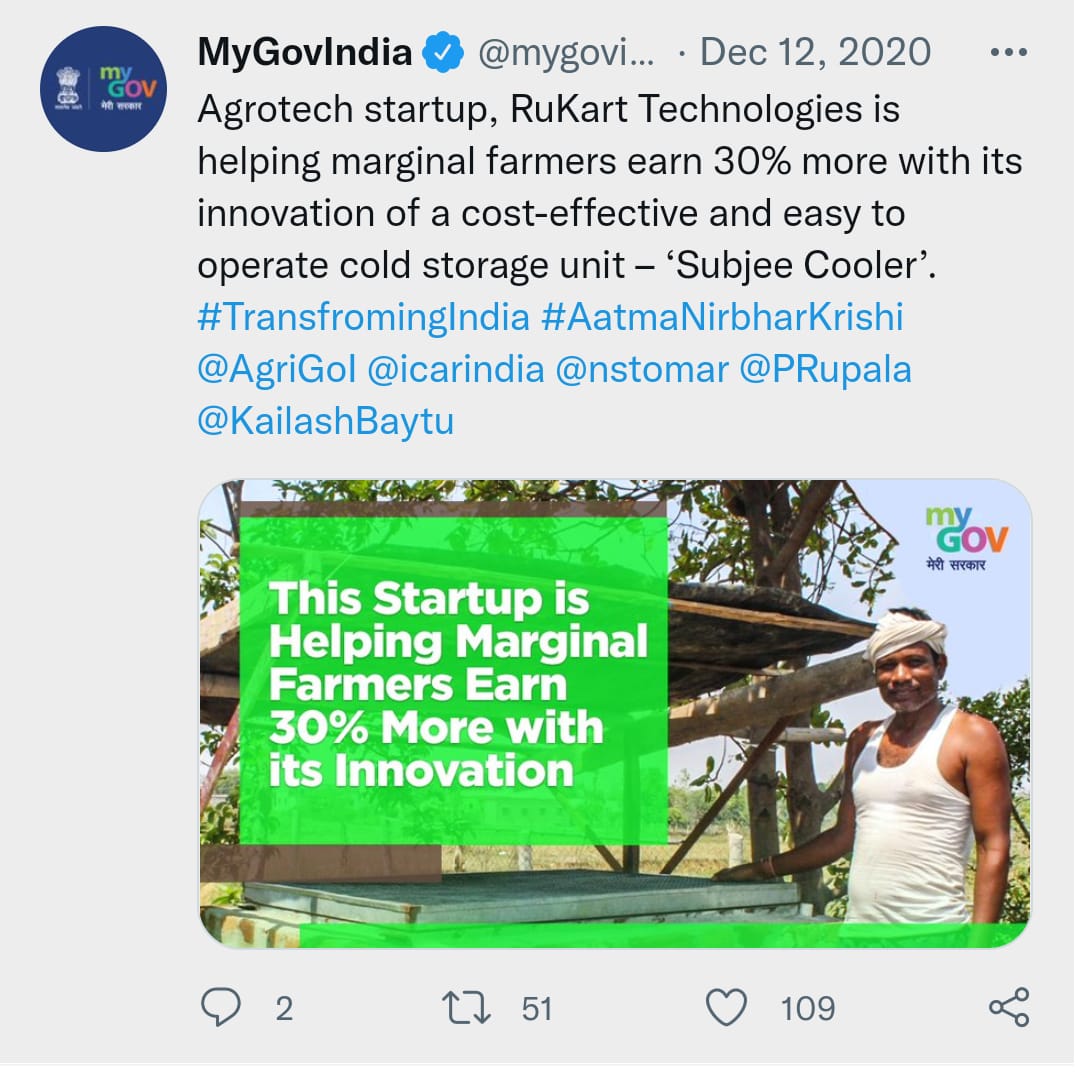 my
GOV
मेरी सरकार
MyGovIndia @mygovi... · Dec 12, 2020
Agrotech startup, RuKart Technologies is
helping marginal farmers earn 30% more with its
innovation of a cost-effective and easy to
operate cold storage unit – ‘Subjee Cooler’.
#TransfromingIndia #AatmaNirbharKrishi
@AgriGoI @icarindia @nstomar @PRupala
@KailashBaytu
my
GOV
मेरी सरकार
This Startup is
Helping Marginal
Farmers Earn
30% More with
its Innovation
2 51 109